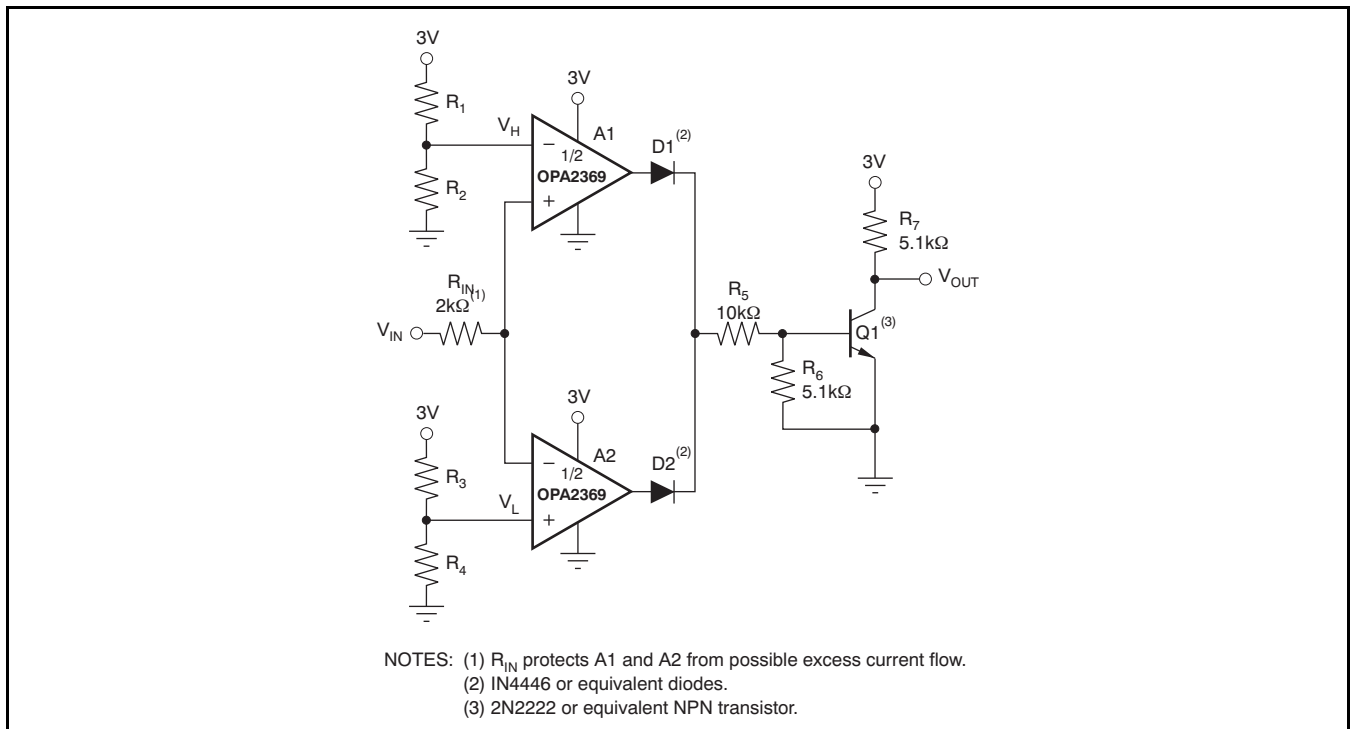 3V
R1
3V
VH
A1
D1(2)
−
1/2
OPA2369
+
R2
3V
R7
5.1kΩ
VOUT
RIN(1)
2kΩ
VIN
R5
10kΩ
Q1(3)
R6
5.1kΩ
3V
3V
A2
D2(2)
R3
−
1/2
OPA2369
VL
+
R4
NOTES: (1) RIN protects A1 and A2 from possible excess current flow.
(2) IN4446 or equivalent diodes.
(3) 2N2222 or equivalent NPN transistor.